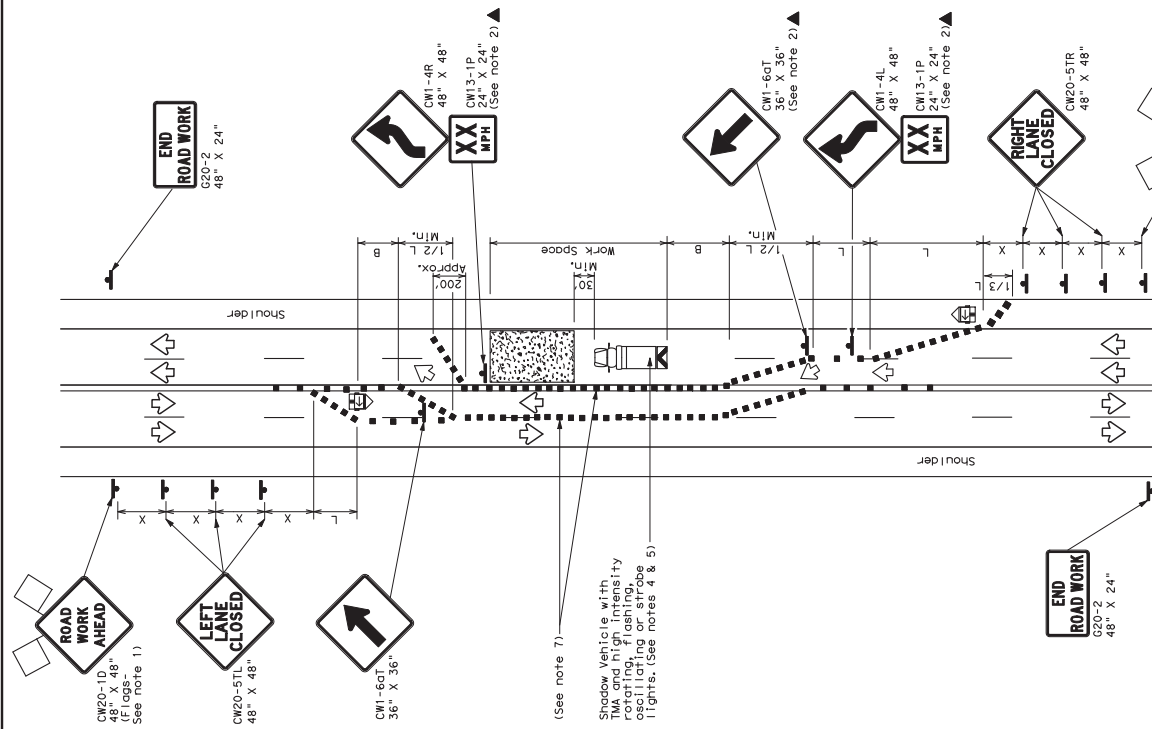 END
ROAD WORK
G20-2
48" X 24"
CW1-4R
48" X 48"
XX
MPH
CW13-1P
24" X 24"
(See note 2)
CW1-6aT
36" X 36"
(See note 2)
CW1-4L
48" X 48"
XX
MPH
CW13-1P
24" X 24"
(See note 2)
RIGHT
LANE
CLOSED
CW20-5TR
48" X 48"
B
1/2 L
Min.
200'
Approx.
Work Space
30'
Min.
B
1/2 L
Min.
L
L
X
X
X
X
1/3 L
Shoulder
Shoulder
X
X
X
X
L
ROAD
WORK
AHEAD
CW20-1D
48" X 48"
(Flags-
See note 1)
LEFT
LANE
CLOSED
CW20-5TL
48" X 48"
CW1-6aT
36" X 36"
(See note 7)
Shadow Vehicle with
TMA and high intensity
rotating, flashing,
oscillating or strobe
lights. (See notes 4 & 5)
END
ROAD WORK
G20-2
48" X 24"